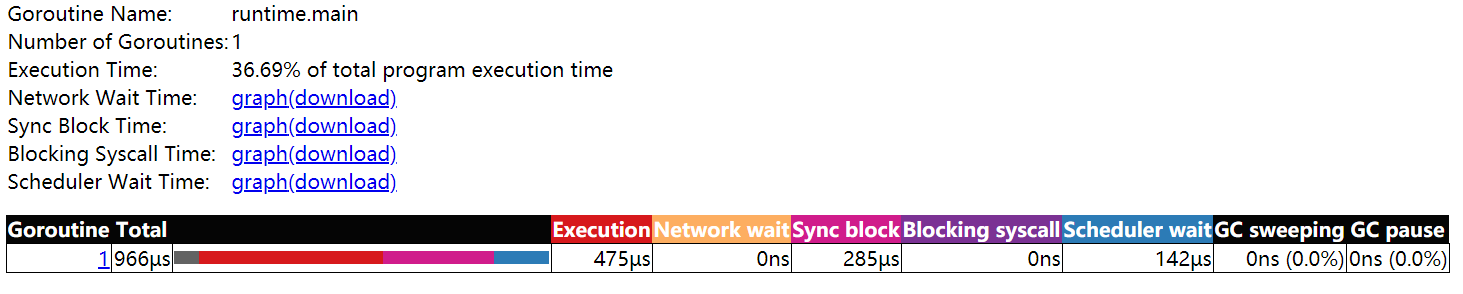 Goroutine Name: runtime.main
Number of Goroutines: 1
Execution Time: 36.69% of total program execution time
Network Wait Time: graph(download)
Sync Block Time: graph(download)
Blocking Syscall Time: graph(download)
Scheduler Wait Time: graph(download)
Goroutine Total Execution Network wait Sync block Blocking syscall Scheduler wait GC sweeping GC pause
1 966µs 475µs 0ns 285µs 0ns 142µs 0ns (0.0%) 0ns (0.0%)